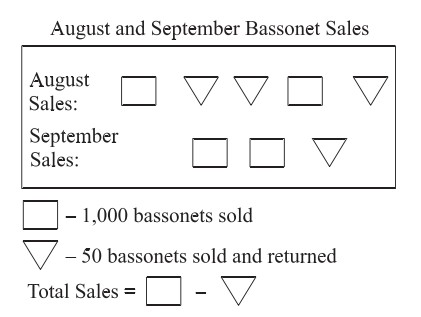 August and September Bassonet Sales
August
Sales:
September
Sales:
– 1,000 bassonets sold
– 50 bassonets sold and returned
Total Sales = –